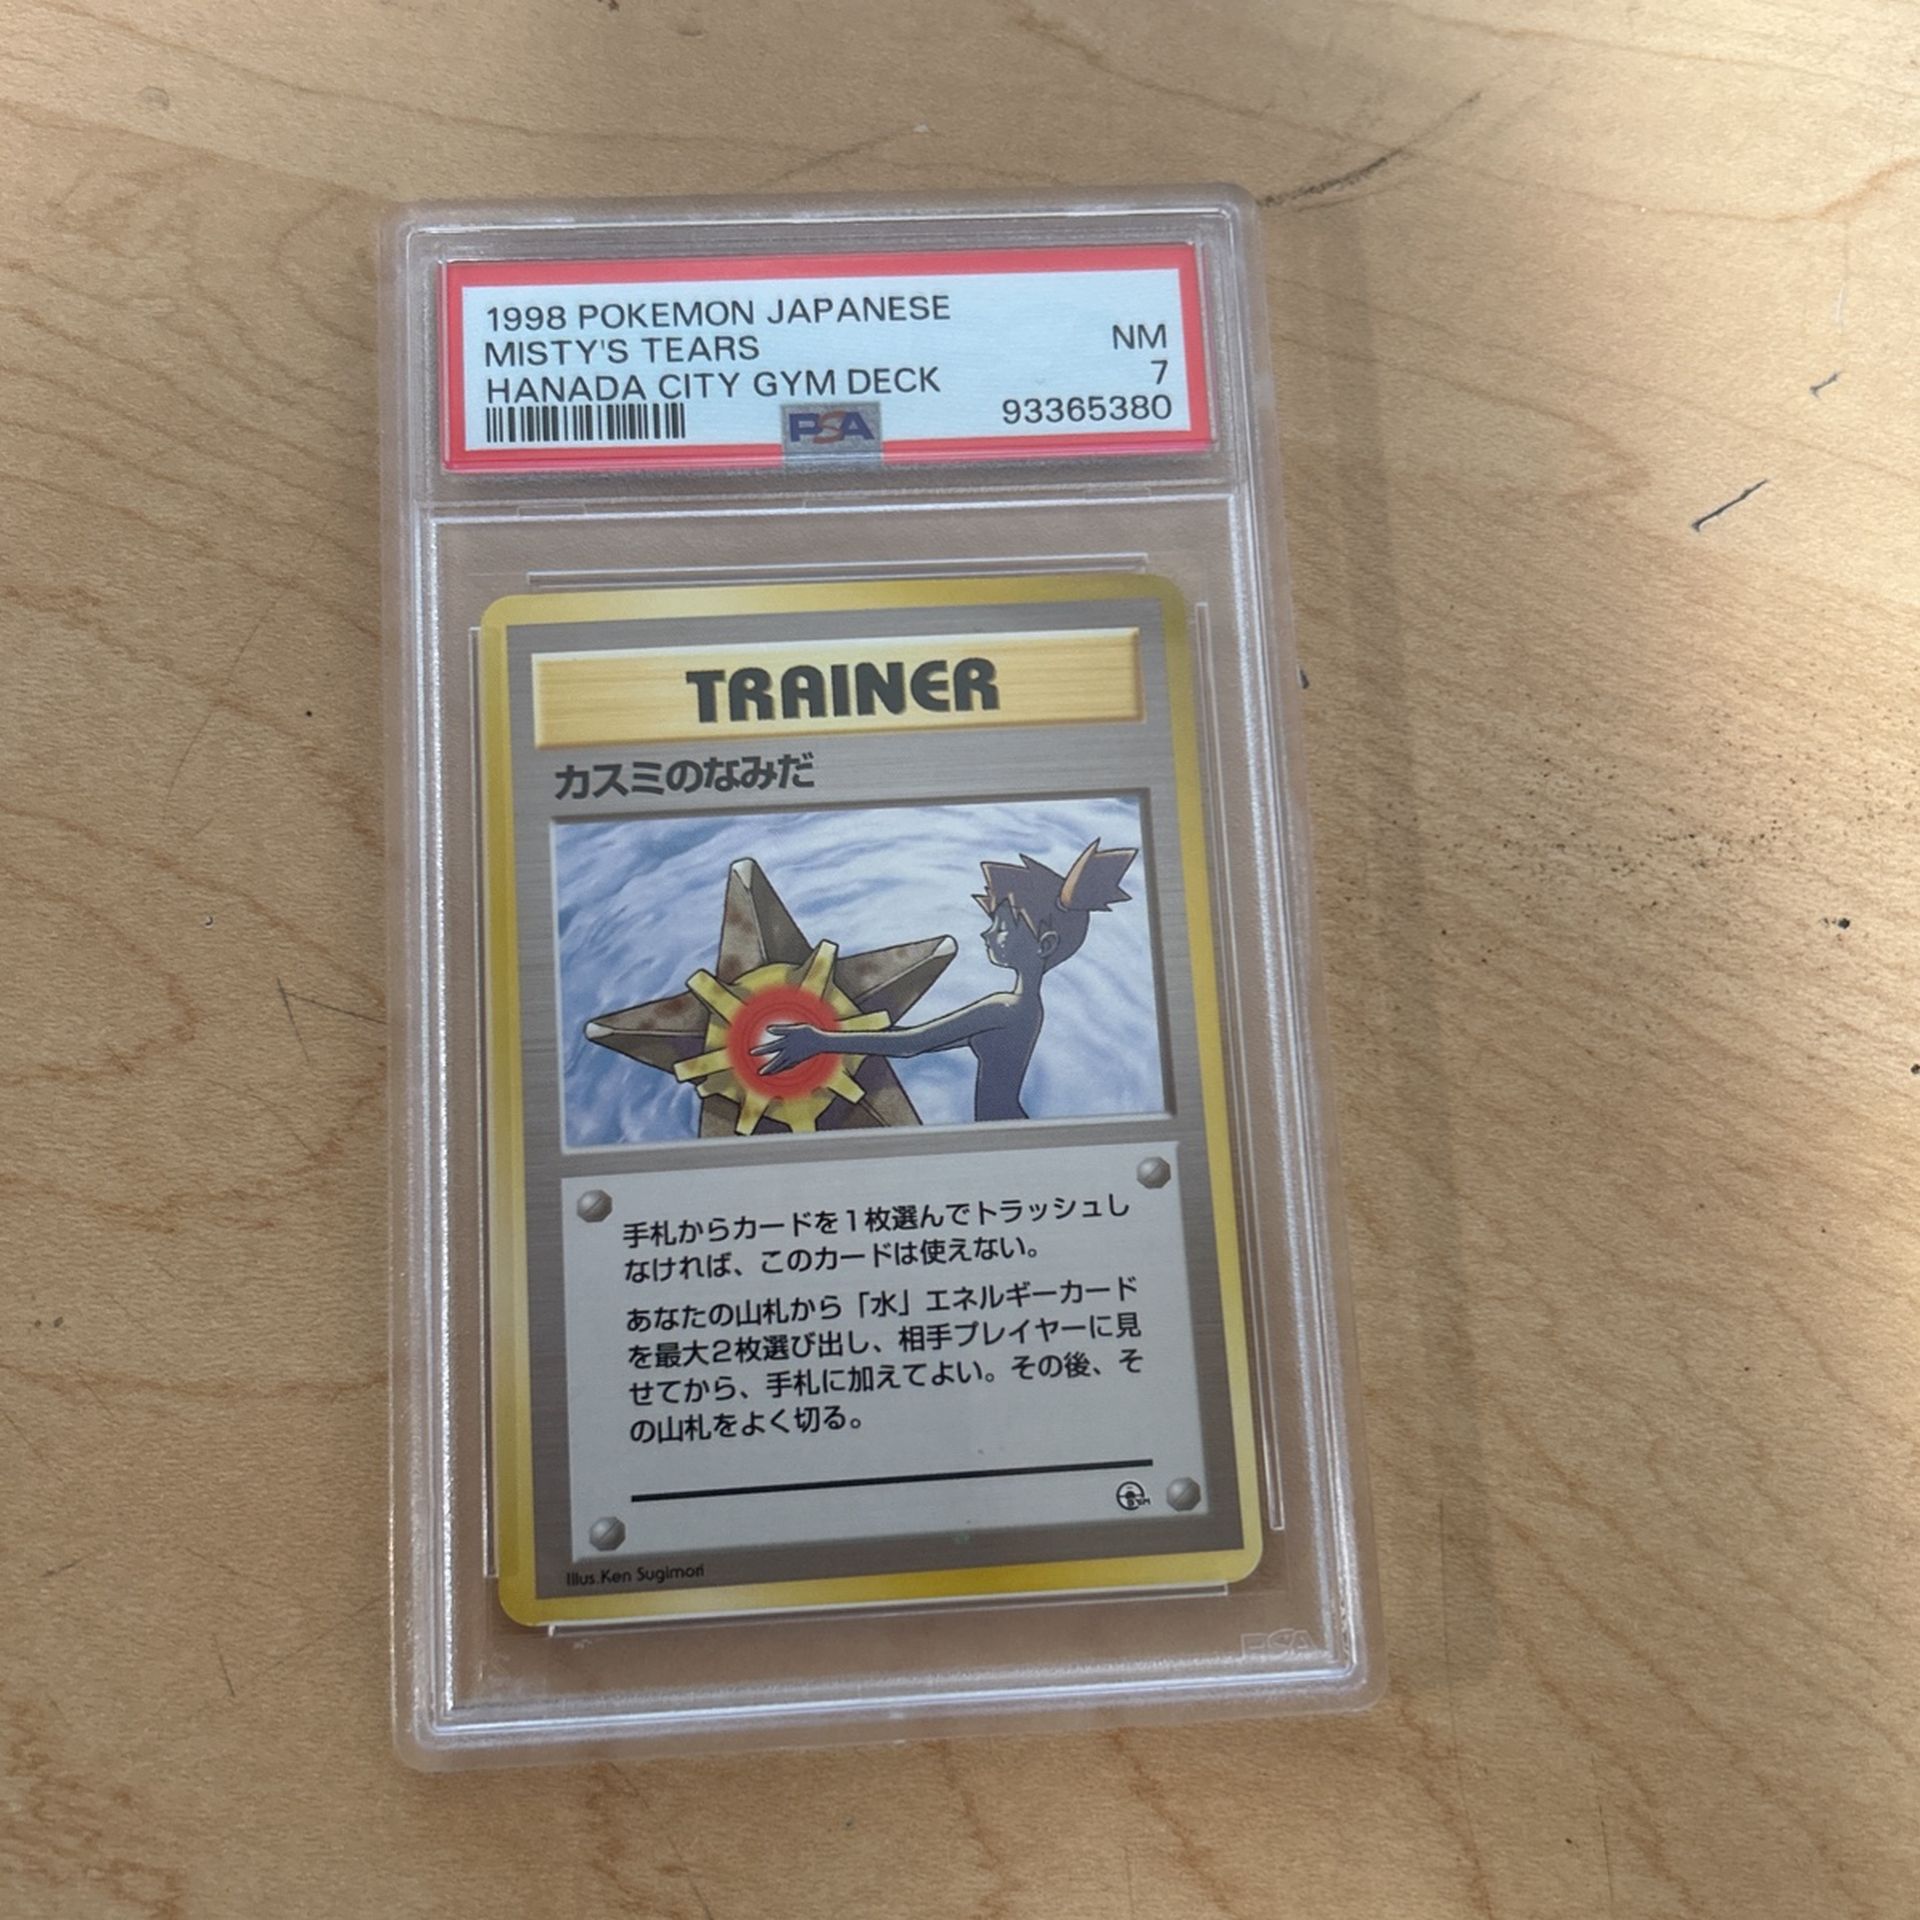 1998 POKEMON JAPANESE
MISTY'S TEARS
HANADA CITY GYM DECK
NM
7
93365380
PSA
TRAINER
カスミのなみだ
手札からカードを1枚選んでトラッシュし
なければ、このカードは使えない。
あなたの山札から「水」エネルギーカード
を最大2枚選び出し、相手プレイヤーに見
せてから、手札に加えてよい。その後、そ
の山札をよく切る。
GYM
Illus.Ken Sugimori
PSA